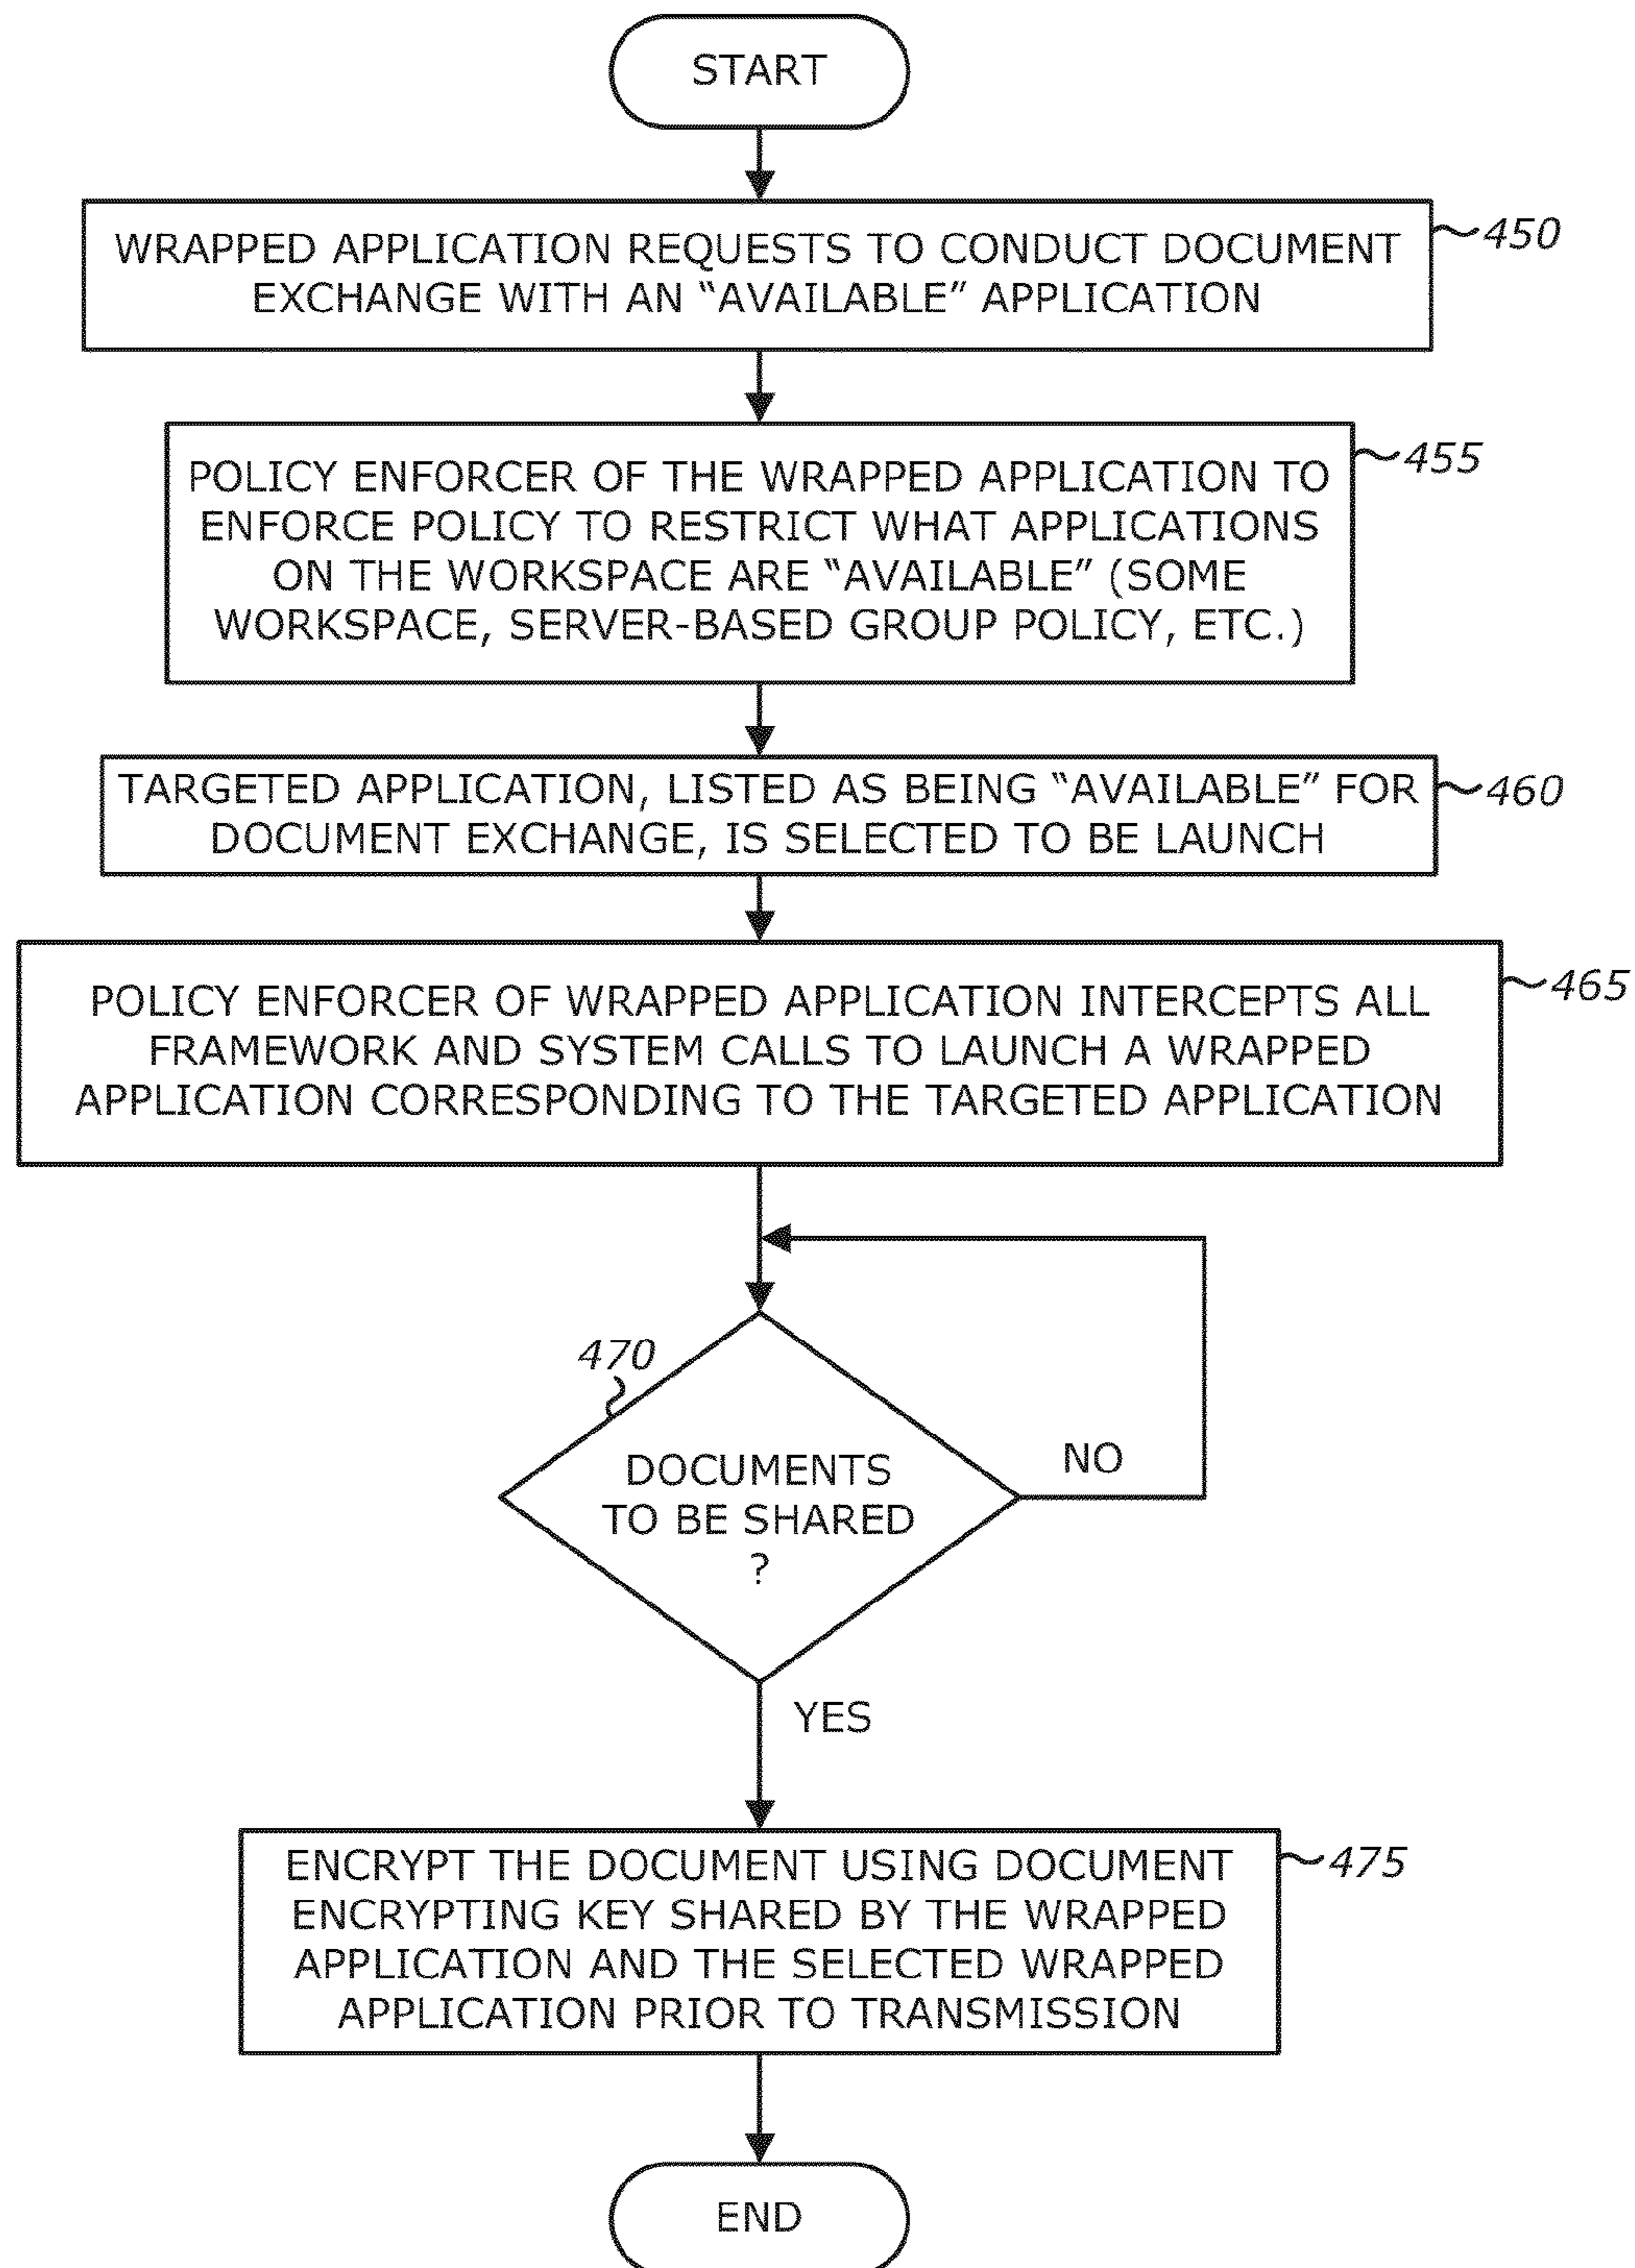 START
WRAPPED APPLICATION REQUESTS TO CONDUCT DOCUMENT
EXCHANGE WITH AN “AVAILABLE” APPLICATION
450
POLICY ENFORCER OF THE WRAPPED APPLICATION TO
ENFORCE POLICY TO RESTRICT WHAT APPLICATIONS
ON THE WORKSPACE ARE “AVAILABLE” (SOME
WORKSPACE, SERVER-BASED GROUP POLICY, ETC.)
455
TARGETED APPLICATION, LISTED AS BEING “AVAILABLE” FOR
DOCUMENT EXCHANGE, IS SELECTED TO BE LAUNCH
460
POLICY ENFORCER OF WRAPPED APPLICATION INTERCEPTS ALL
FRAMEWORK AND SYSTEM CALLS TO LAUNCH A WRAPPED
APPLICATION CORRESPONDING TO THE TARGETED APPLICATION
465
470
DOCUMENTS
TO BE SHARED
?
NO
YES
ENCRYPT THE DOCUMENT USING DOCUMENT
ENCRYPTING KEY SHARED BY THE WRAPPED
APPLICATION AND THE SELECTED WRAPPED
APPLICATION PRIOR TO TRANSMISSION
475
END